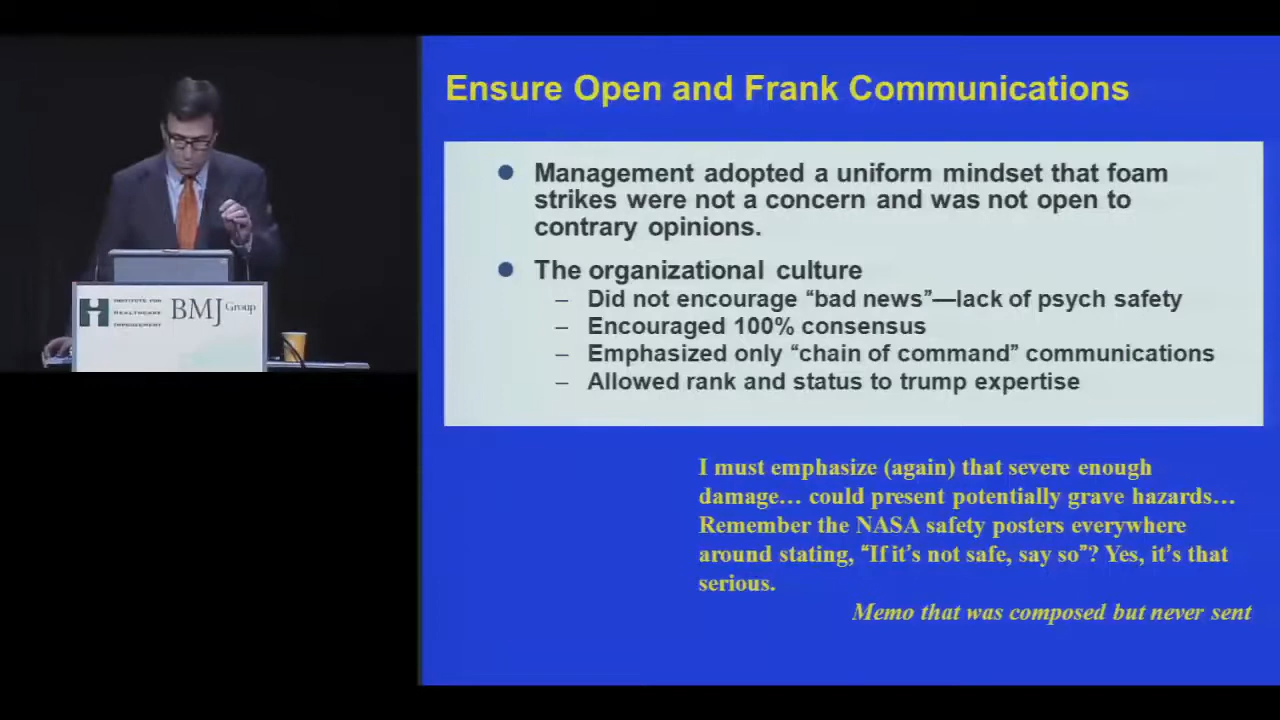 Ensure Open and Frank Communications
● Management adopted a uniform mindset that foam
strikes were not a concern and was not open to
contrary opinions.
● The organizational culture
– Did not encourage “bad news”—lack of psych safety
– Encouraged 100% consensus
– Emphasized only “chain of command” communications
– Allowed rank and status to trump expertise
I must emphasize (again) that severe enough
damage… could present potentially grave hazards…
Remember the NASA safety posters everywhere
around stating, “If it’s not safe, say so”? Yes, it’s that
serious.
Memo that was composed but never sent
INSTITUTE FOR
HEALTHCARE
IMPROVEMENT
BMJ Group